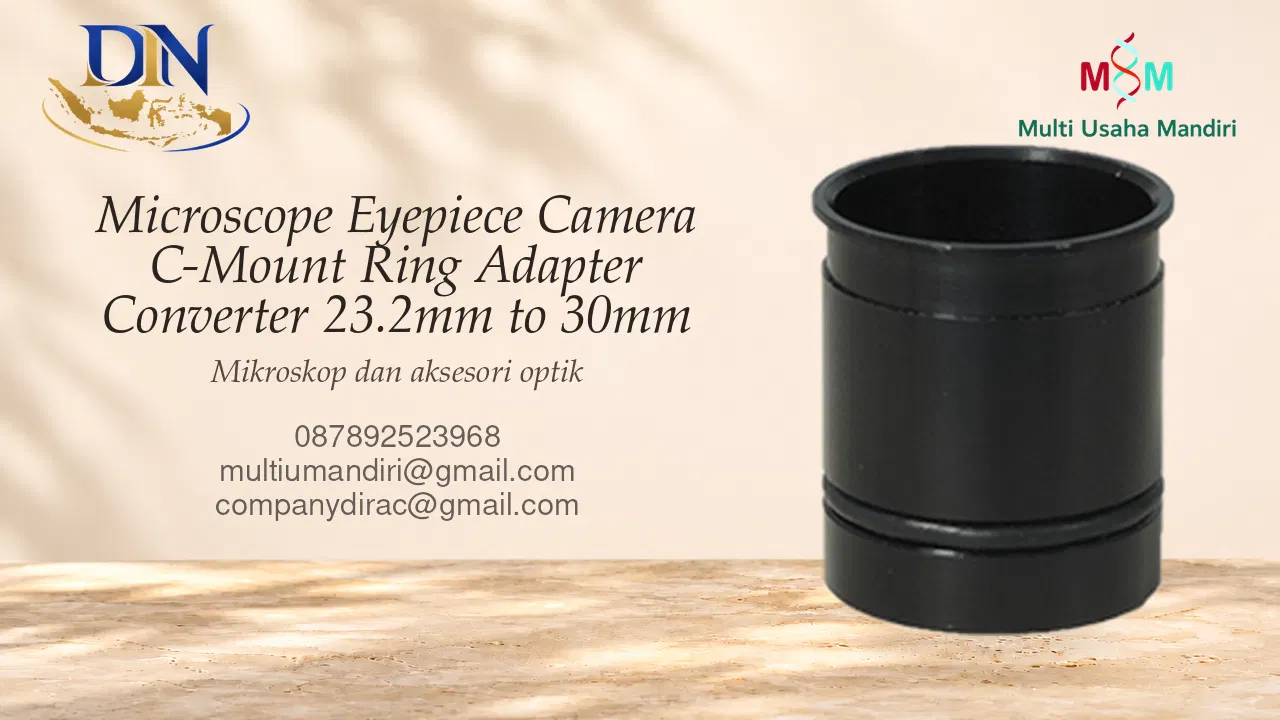 DIN
MSM
Multi Usaha Mandiri
Microscope Eyepiece Camera
C-Mount Ring Adapter
Converter 23.2mm to 30mm
Mikroskop dan aksesori optik
087892523968
multiumandiri@gmail.com
companydirac@gmail.com